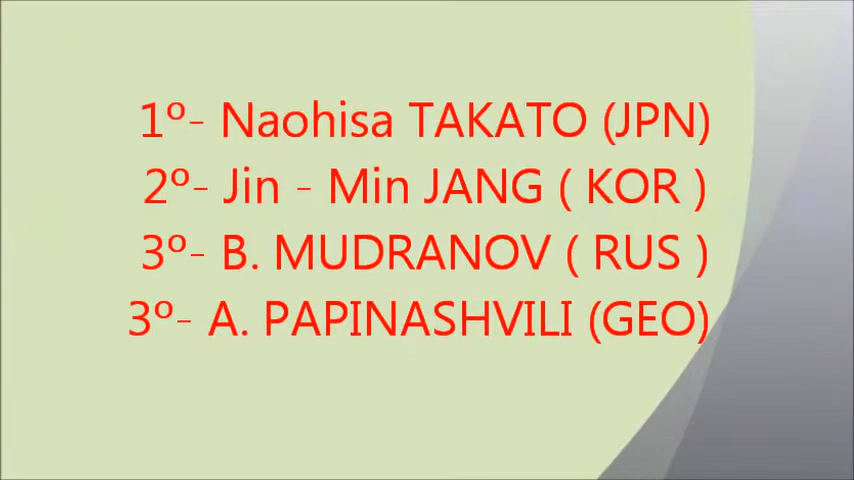 1º- Naohisa TAKATO (JPN)
2º- Jin - Min JANG ( KOR )
3º- B. MUDRANOV ( RUS )
3º- A. PAPINASHVILI (GEO)